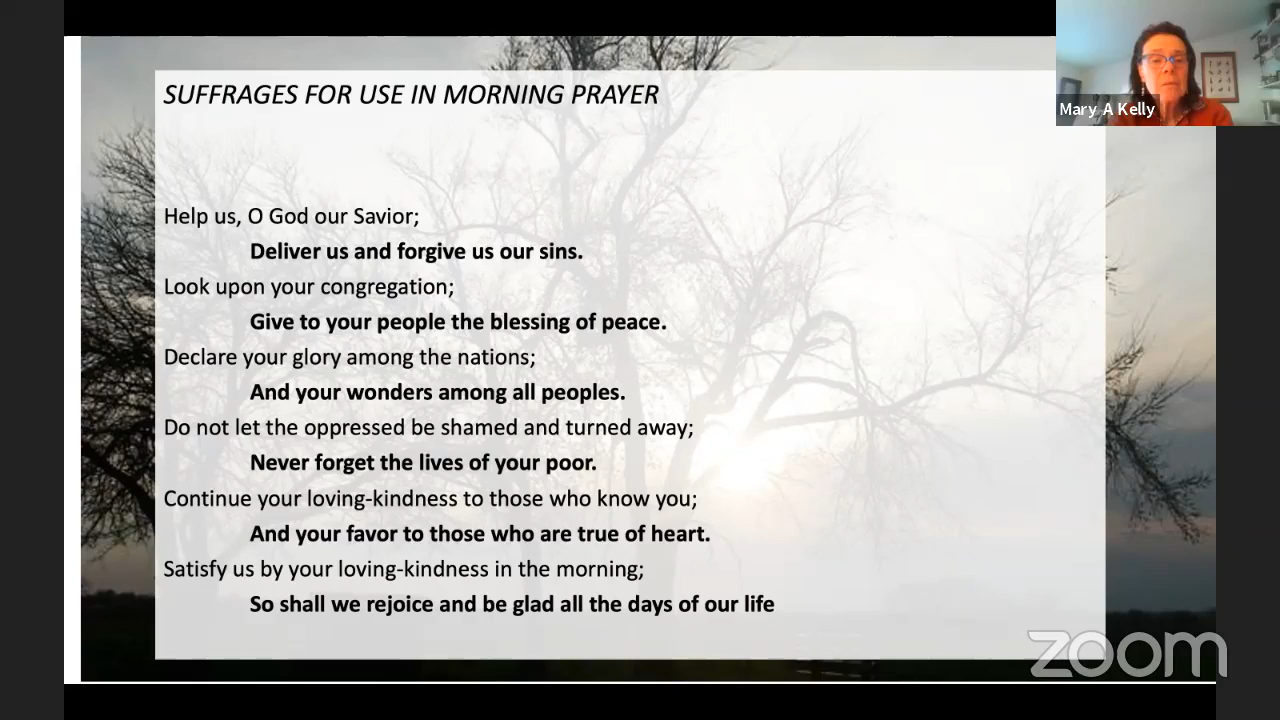 SUFFRAGES FOR USE IN MORNING PRAYER
Mary A Kelly
Help us, O God our Savior;
Deliver us and forgive us our sins.
Look upon your congregation;
Give to your people the blessing of peace.
Declare your glory among the nations;
And your wonders among all peoples.
Do not let the oppressed be shamed and turned away;
Never forget the lives of your poor.
Continue your loving-kindness to those who know you;
And your favor to those who are true of heart.
Satisfy us by your loving-kindness in the morning;
So shall we rejoice and be glad all the days of our life
zoom